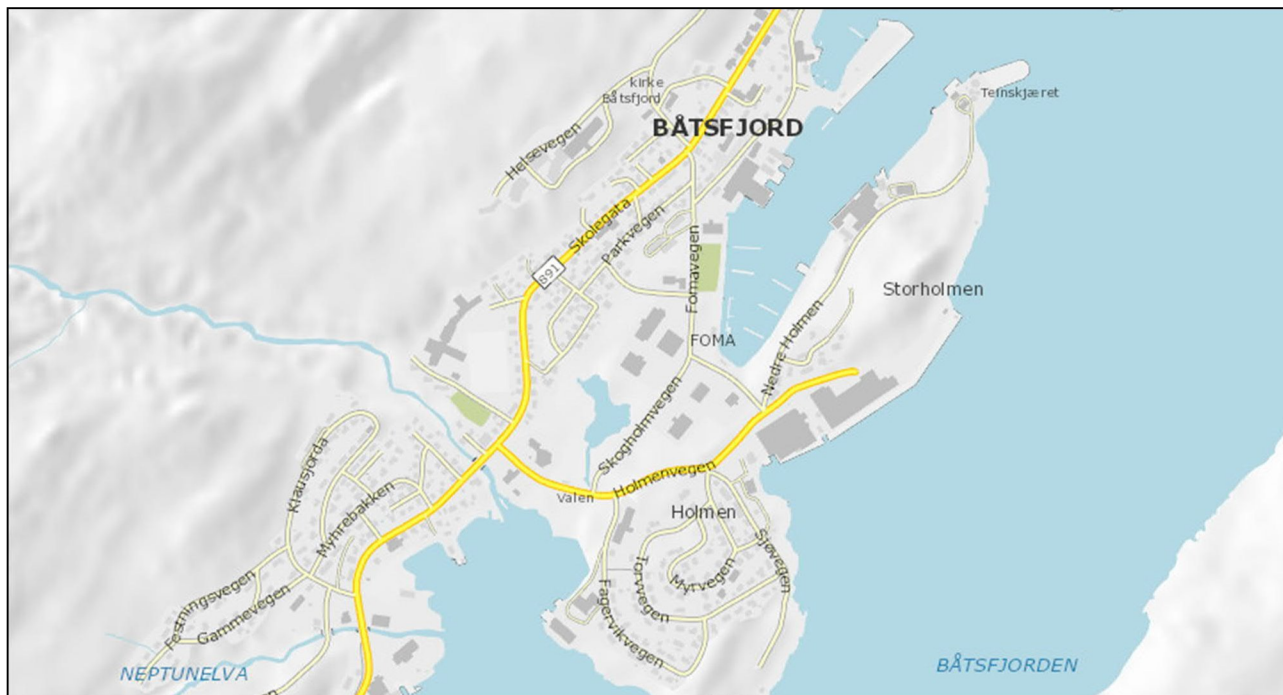 kirke
Båtsfjord
Teinskjæret
BÅTSFJORD
Helsevegen
Skolegata
Parkvegen
891
Fomavegen
Storholmen
FOMA
Nedre Holmen
Skogholmvegen
Klausjorda
Holmenvegen
Valen
Myhrebakken
Holmen
Sjøvegen
Myrvegen
Torvvegen
Festningsvegen
Gammevegen
Fagervikvegen
NEPTUNELVA
BÅTSFJORDEN